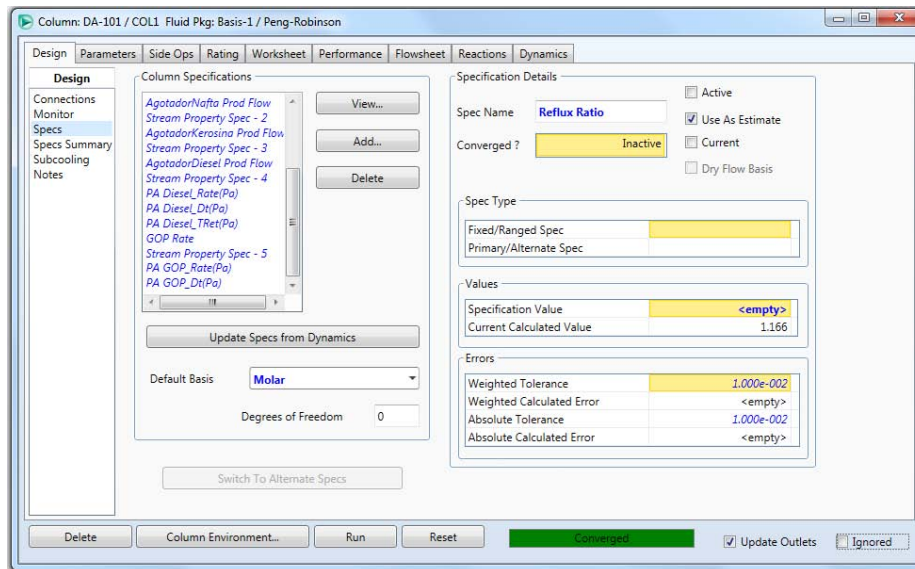 Column: DA-101 / COL1 Fluid Pkg: Basis-1 / Peng-Robinson
Design Parameters Side Ops Rating Worksheet Performance Flowsheet Reactions Dynamics
Design
Connections
Monitor
Specs
Specs Summary
Subcooling
Notes
Column Specifications
AgotadorNafta Prod Flow
Stream Property Spec - 2
AgotadorKerosina Prod Flow
Stream Property Spec - 3
AgotadorDiesel Prod Flow
Stream Property Spec - 4
PA Diesel_Rate(Pa)
PA Diesel_Dt(Pa)
PA Diesel_TRet(Pa)
GOP Rate
Stream Property Spec - 5
PA GOP_Rate(Pa)
PA GOP_Dt(Pa)
View...
Add...
Delete
Update Specs from Dynamics
Default Basis Molar
Degrees of Freedom 0
Switch To Alternate Specs
Specification Details
Spec Name Reflux Ratio
Converged ? Inactive
Active
Use As Estimate
Current
Dry Flow Basis
Spec Type
Fixed/Ranged Spec
Primary/Alternate Spec
Values
Specification Value <empty>
Current Calculated Value 1.166
Errors
Weighted Tolerance 1.000e-002
Weighted Calculated Error <empty>
Absolute Tolerance 1.000e-002
Absolute Calculated Error <empty>
Delete Column Environment... Run Reset Converged Update Outlets Ignored